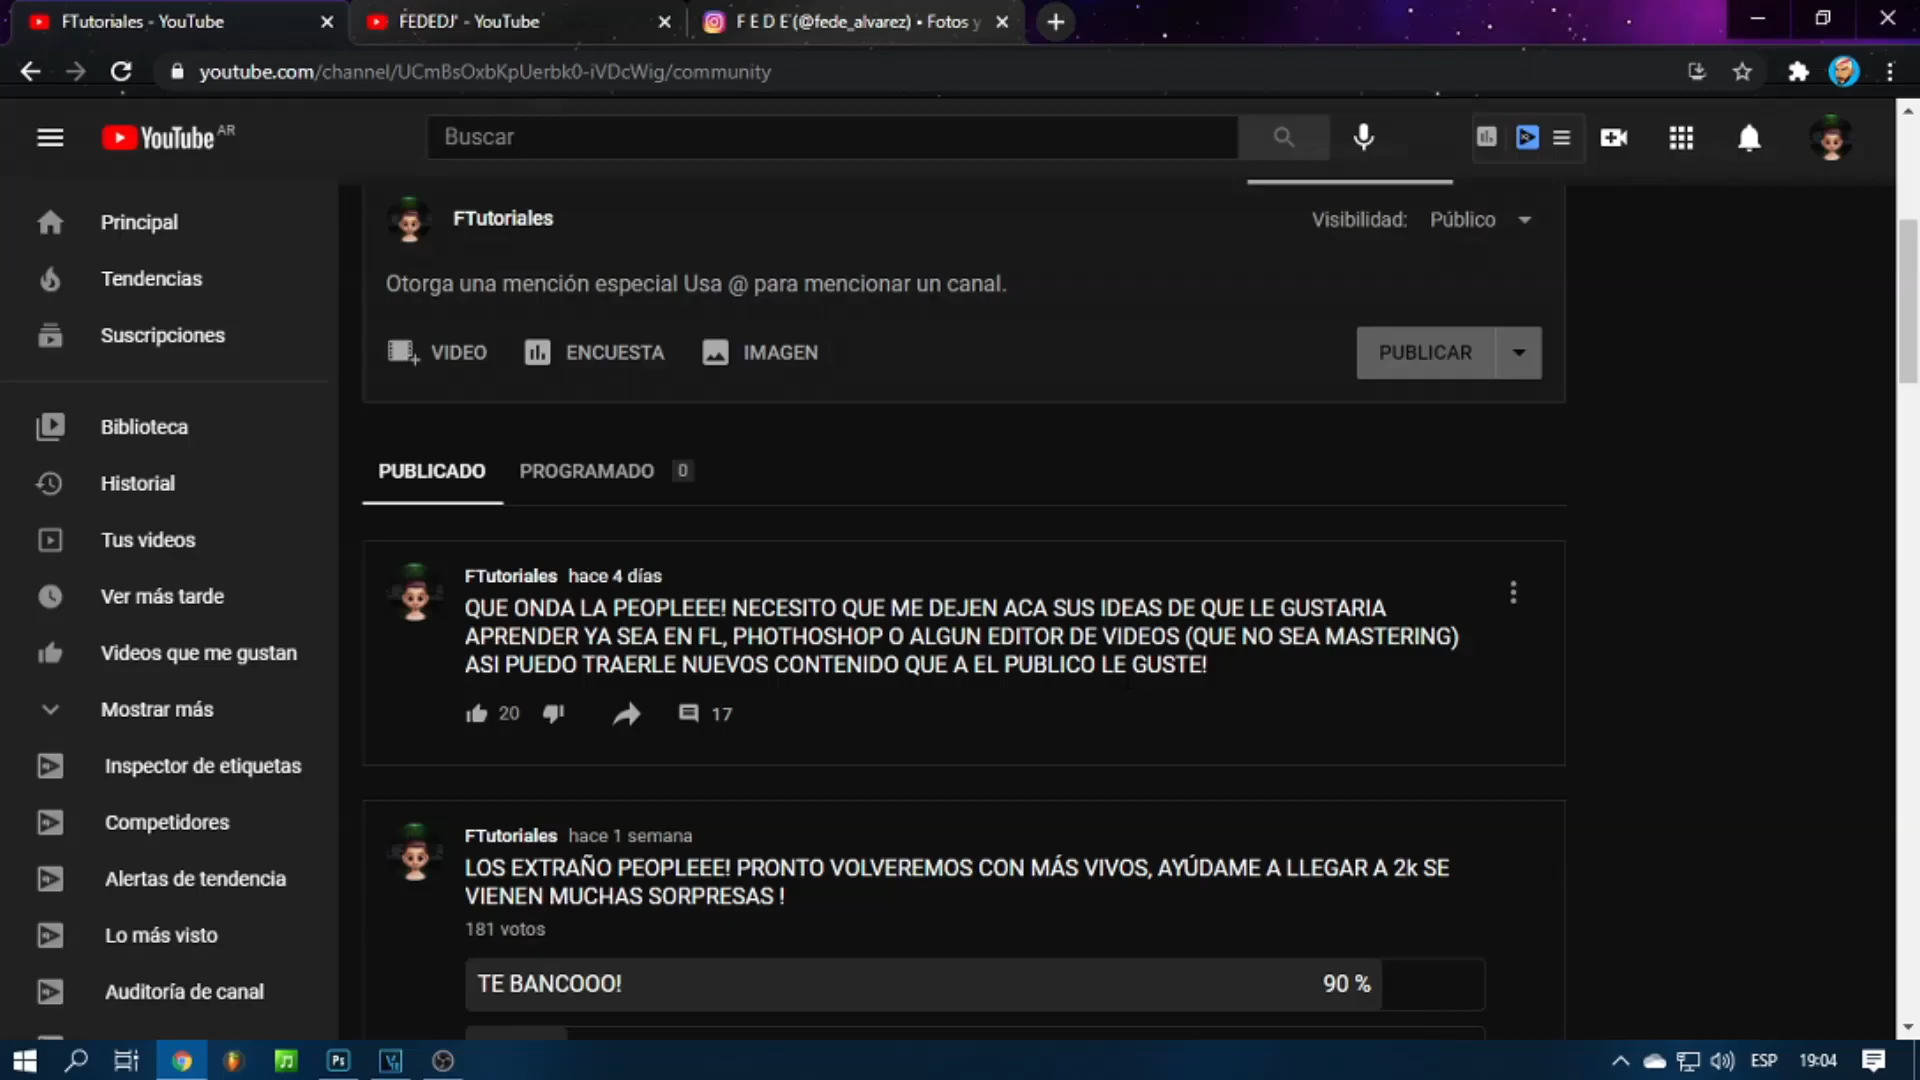 FTutoriales - YouTube
FEDEDJ' - YouTube
F E D E (@fede_alvarez) • Fotos y
youtube.com/channel/UCmBsOxbKpUerbk0-iVDcWig/community
YouTube AR
Buscar
Principal
Tendencias
Suscripciones
Biblioteca
Historial
Tus videos
Ver más tarde
Videos que me gustan
Mostrar más
Inspector de etiquetas
Competidores
Alertas de tendencia
Lo más visto
Auditoría de canal
FTutoriales
Visibilidad: Público
Otorga una mención especial Usa @ para mencionar un canal.
VIDEO ENCUESTA IMAGEN
PUBLICAR
PUBLICADO PROGRAMADO 0
FTutoriales hace 4 días
QUE ONDA LA PEOPLEEE! NECESITO QUE ME DEJEN ACA SUS IDEAS DE QUE LE GUSTARIA
APRENDER YA SEA EN FL, PHOTHOSHOP O ALGUN EDITOR DE VIDEOS (QUE NO SEA MASTERING)
ASI PUEDO TRAERLE NUEVOS CONTENIDO QUE A EL PUBLICO LE GUSTE!
20 17
FTutoriales hace 1 semana
LOS EXTRAÑO PEOPLEEE! PRONTO VOLVEREMOS CON MÁS VIVOS, AYÚDAME A LLEGAR A 2k SE
VIENEN MUCHAS SORPRESAS !
181 votos
TE BANCOOO! 90 %
Ps
ESP 19:04